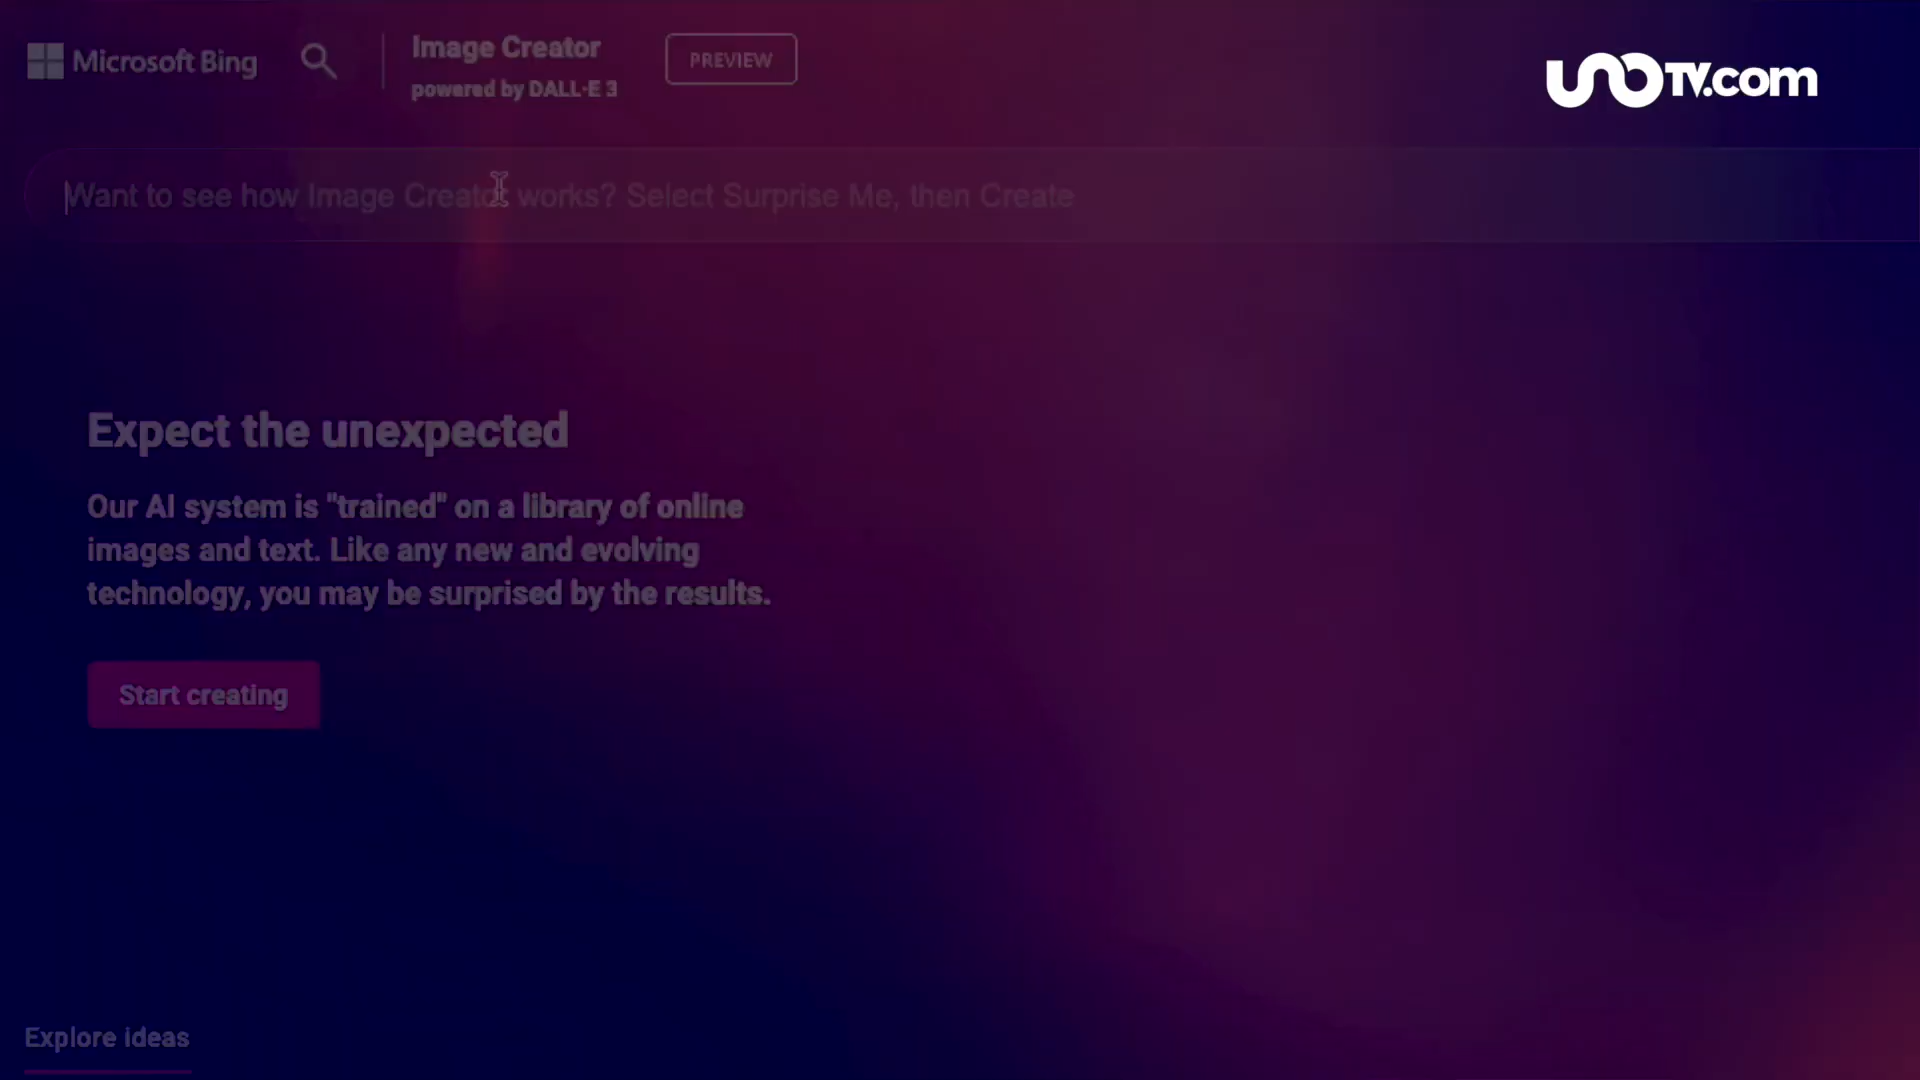 Microsoft Bing
Image Creator
powered by DALL·E 3
PREVIEW
UNOTV.com
Want to see how Image Creator works? Select Surprise Me, then Create
Expect the unexpected
Our AI system is "trained" on a library of online
images and text. Like any new and evolving
technology, you may be surprised by the results.
Start creating
Explore ideas